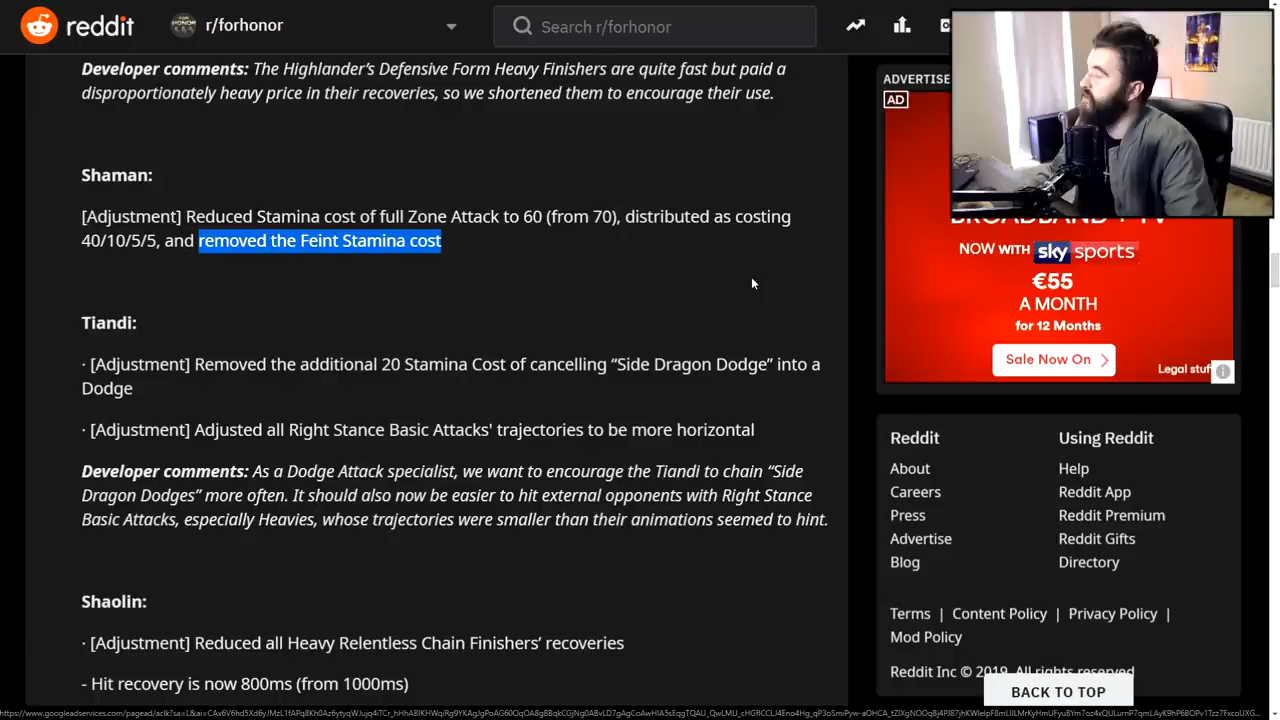 reddit
r/forhonor
Search r/forhonor
Developer comments: The Highlander's Defensive Form Heavy Finishers are quite fast but paid a
disproportionately heavy price in their recoveries, so we shortened them to encourage their use.
Shaman:
[Adjustment] Reduced Stamina cost of full Zone Attack to 60 (from 70), distributed as costing
40/10/5/5, and removed the Feint Stamina cost
Tiandi:
· [Adjustment] Removed the additional 20 Stamina Cost of cancelling “Side Dragon Dodge” into a
Dodge
· [Adjustment] Adjusted all Right Stance Basic Attacks' trajectories to be more horizontal
Developer comments: As a Dodge Attack specialist, we want to encourage the Tiandi to chain “Side
Dragon Dodges” more often. It should also now be easier to hit external opponents with Right Stance
Basic Attacks, especially Heavies, whose trajectories were smaller than their animations seemed to hint.
Shaolin:
· [Adjustment] Reduced all Heavy Relentless Chain Finishers’ recoveries
- Hit recovery is now 800ms (from 1000ms)
ADVERTISE
AD
BROADBAND + TV
NOW WITH sky sports
€55
A MONTH
for 12 Months
Sale Now On
Legal stuff
Reddit
Using Reddit
About
Help
Careers
Reddit App
Press
Reddit Premium
Advertise
Reddit Gifts
Blog
Directory
Terms | Content Policy | Privacy Policy |
Mod Policy
Reddit Inc © 2019. All rights reserved
BACK TO TOP